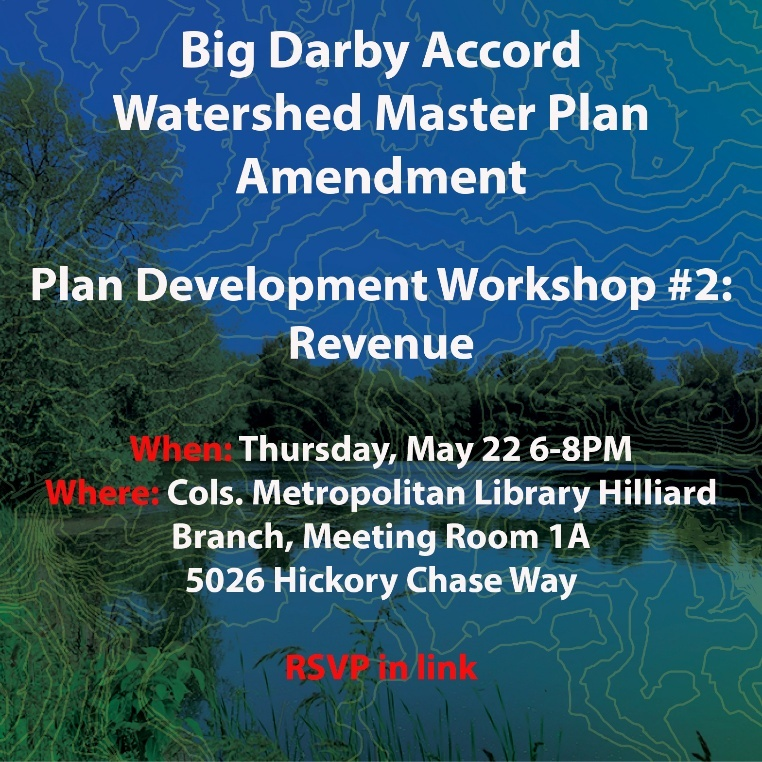 Big Darby Accord
Watershed Master Plan
Amendment
Plan Development Workshop #2:
Revenue
When: Thursday, May 22 6-8PM
Where: Cols. Metropolitan Library Hilliard
Branch, Meeting Room 1A
5026 Hickory Chase Way
RSVP in link